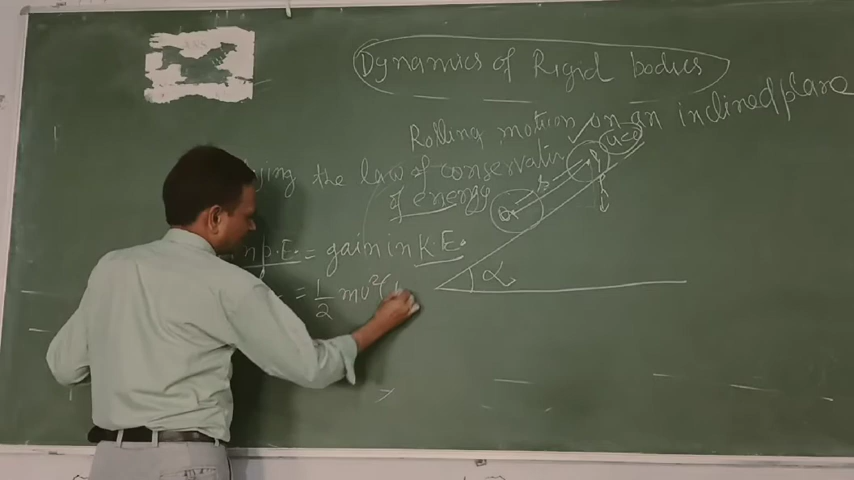 Dynamics of Rigid bodies
Rolling motion on an inclined plane
the law of conservatin
of energy
P.E. = gain in K.E.
= 1/2 mv²(
α